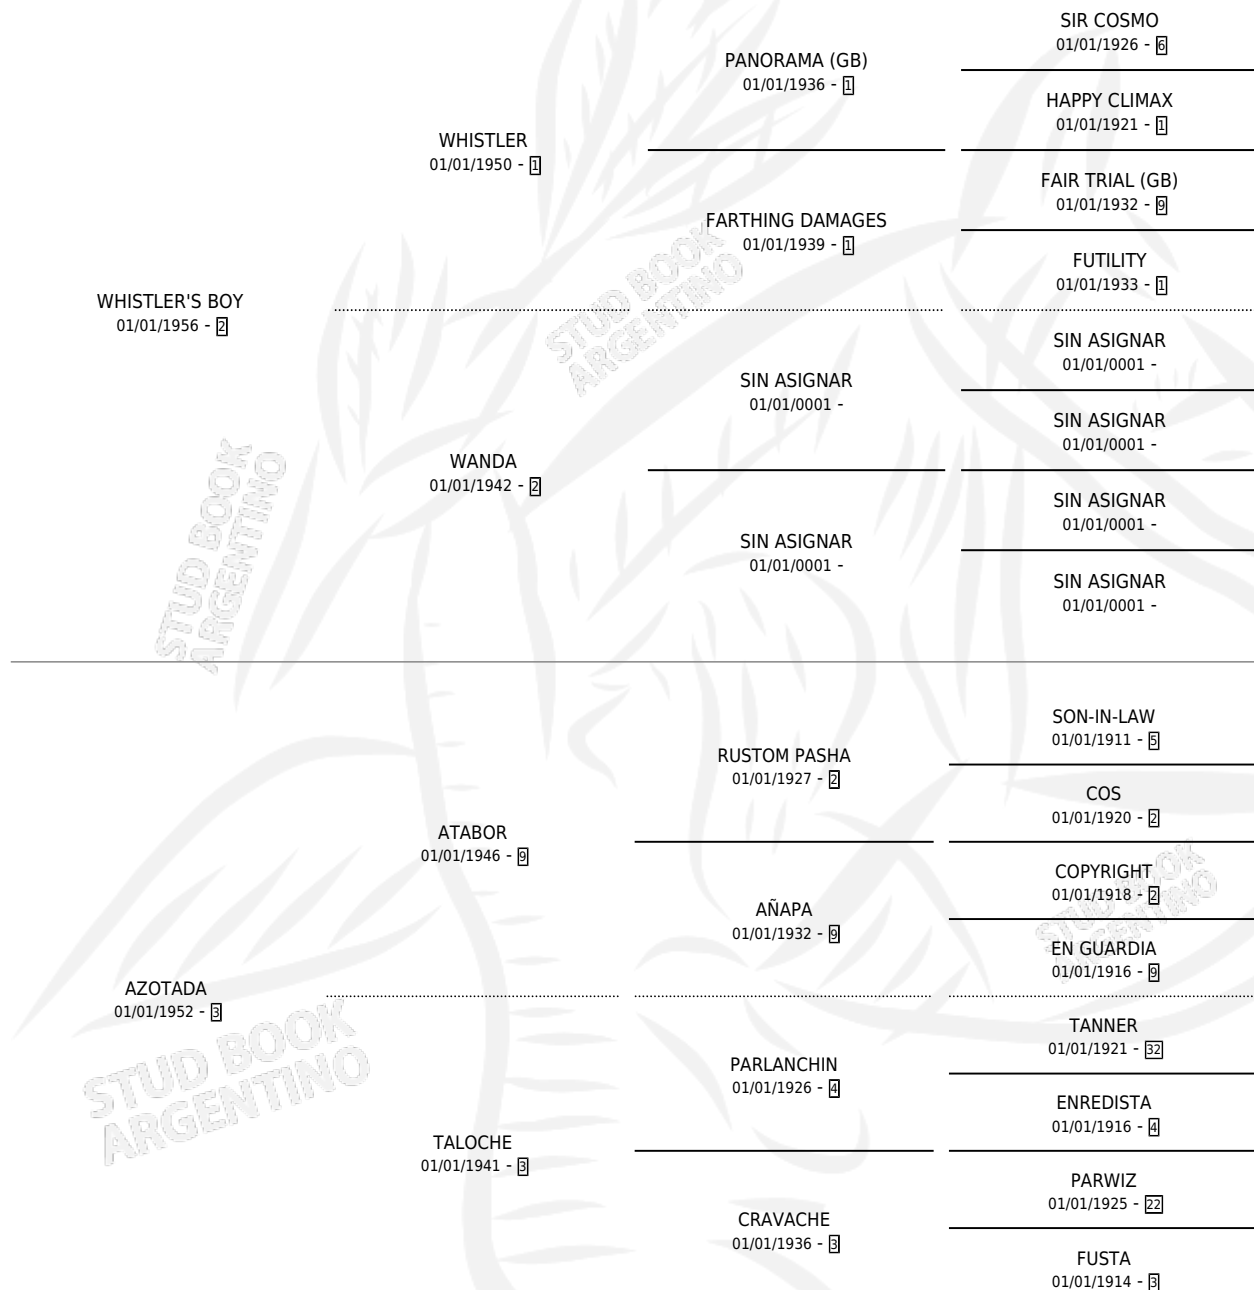 SIR COSMO
01/01/1926 - 6
PANORAMA (GB)
01/01/1936 - 1
HAPPY CLIMAX
01/01/1921 - 1
WHISTLER
01/01/1950 - 1
FAIR TRIAL (GB)
01/01/1932 - 9
FARTHING DAMAGES
01/01/1939 - 1
FUTILITY
01/01/1933 - 1
WHISTLER'S BOY
01/01/1956 - 2
SIN ASIGNAR
01/01/0001 -
SIN ASIGNAR
01/01/0001 -
SIN ASIGNAR
01/01/0001 -
WANDA
01/01/1942 - 2
SIN ASIGNAR
01/01/0001 -
SIN ASIGNAR
01/01/0001 -
SIN ASIGNAR
01/01/0001 -
SON-IN-LAW
01/01/1911 - 5
RUSTOM PASHA
01/01/1927 - 2
COS
01/01/1920 - 2
ATABOR
01/01/1946 - 9
COPYRIGHT
01/01/1918 - 2
AÑAPA
01/01/1932 - 9
EN GUARDIA
01/01/1916 - 9
AZOTADA
01/01/1952 - 3
TANNER
01/01/1921 - 32
PARLANCHIN
01/01/1926 - 4
ENREDISTA
01/01/1916 - 4
TALOCHE
01/01/1941 - 3
PARWIZ
01/01/1925 - 22
CRAVACHE
01/01/1936 - 3
FUSTA
01/01/1914 - 3
STUD BOOK
ARGENTINO
STUD BOOK
ARGENTINO
STUD BOOK
ARGENTINO
STUD BOOK
ARGENTINO